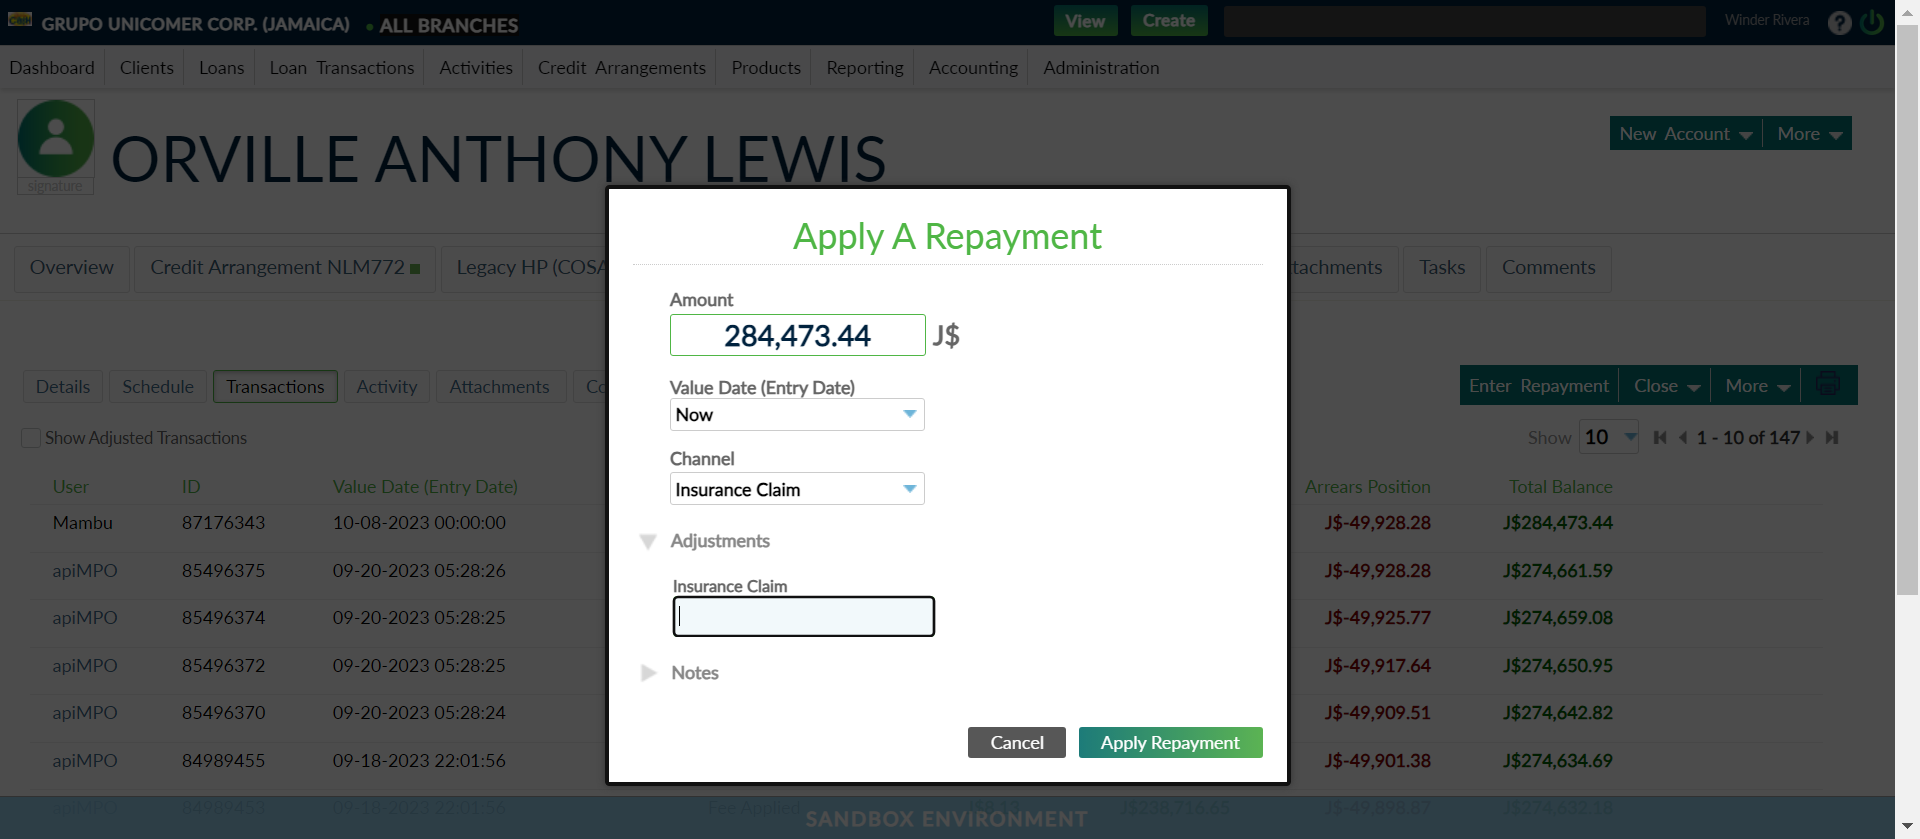 GRUPO UNICOMER CORP. (JAMAICA) ALL BRANCHES View Create Winder Rivera ?
Dashboard Clients Loans Loan Transactions Activities Credit Arrangements Products Reporting Accounting Administration
signature
ORVILLE ANTHONY LEWIS
New Account More
Apply A Repayment
Overview Credit Arrangement NLM772 Legacy HP (COSA tachments Tasks Comments
Amount
284,473.44 J$
Value Date (Entry Date)
Now
Channel
Insurance Claim
Adjustments
Insurance Claim
Notes
Cancel Apply Repayment
Details Schedule Transactions Activity Attachments Co
Enter Repayment Close More
Show Adjusted Transactions
Show 10 1 - 10 of 147
User ID Value Date (Entry Date) Arrears Position Total Balance
Mambu 87176343 10-08-2023 00:00:00 J$-49,928.28 J$284,473.44
apiMPO 85496375 09-20-2023 05:28:26 J$-49,928.28 J$274,661.59
apiMPO 85496374 09-20-2023 05:28:25 J$-49,925.77 J$274,659.08
apiMPO 85496372 09-20-2023 05:28:25 J$-49,917.64 J$274,650.95
apiMPO 85496370 09-20-2023 05:28:24 J$-49,909.51 J$274,642.82
apiMPO 84989455 09-18-2023 22:01:56 J$-49,901.38 J$274,634.69
apiMPO 84989453 09-18-2023 22:01:56 Fee Applied J$8.13 J$238,716.65 J$-49,898.87 J$274,632.18
SANDBOX ENVIRONMENT